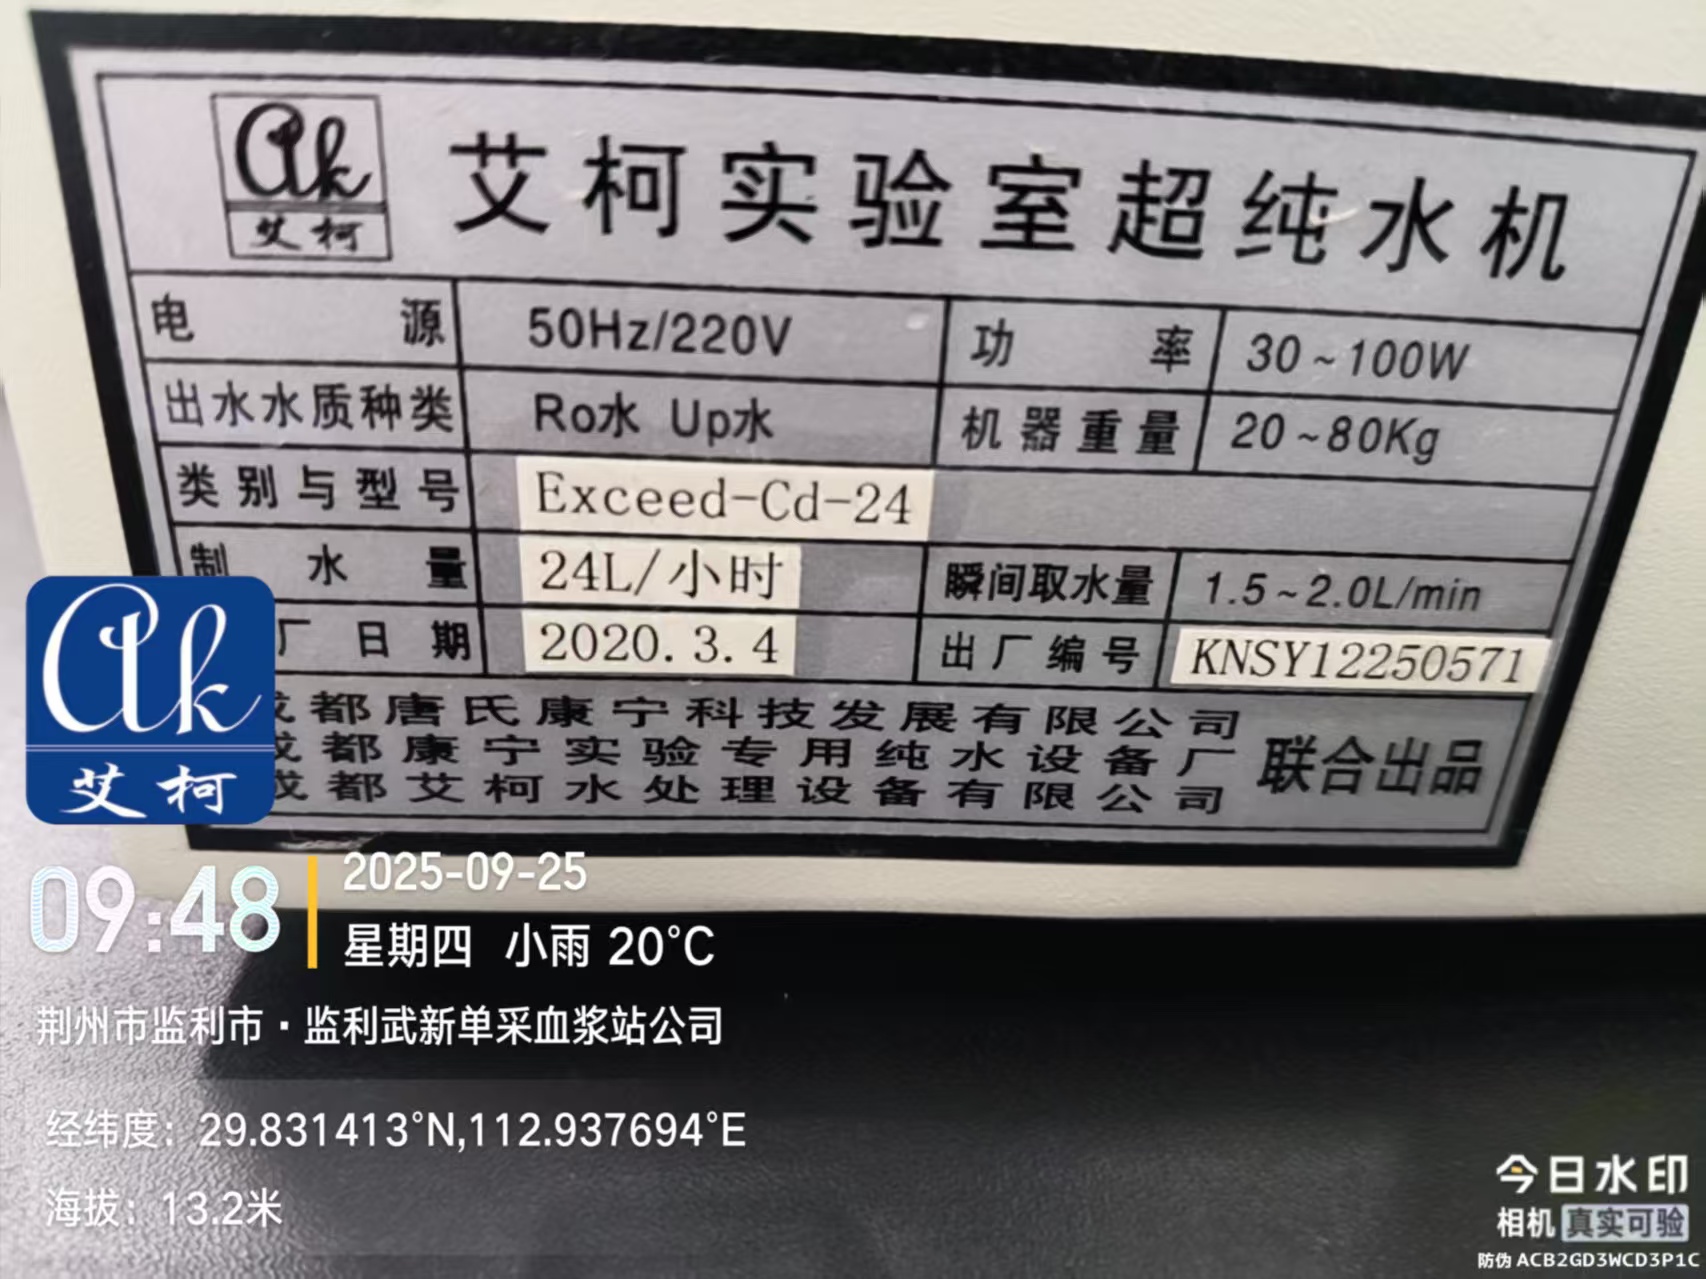 Ak
艾柯
艾柯实验室超纯水机
电源 50Hz/220V 功率 30~100W
出水水质种类 Ro水 Up水 机器重量 20~80Kg
类别与型号 Exceed-Cd-24
制水量 24L/小时 瞬间取水量 1.5~2.0L/min
厂日期 2020.3.4 出厂编号 KNSY12250571
成都唐氏康宁科技发展有限公司
成都康宁实验专用纯水设备厂 联合出品
成都艾柯水处理设备有限公司
Ak
艾柯
09:48
2025-09-25
星期四 小雨 20°C
荆州市监利市·监利武新单采血浆站公司
经纬度：29.831413°N,112.937694°E
海拔：13.2米
今日水印
相机 真实可验
防伪 ACB2GD3WCD3P1C